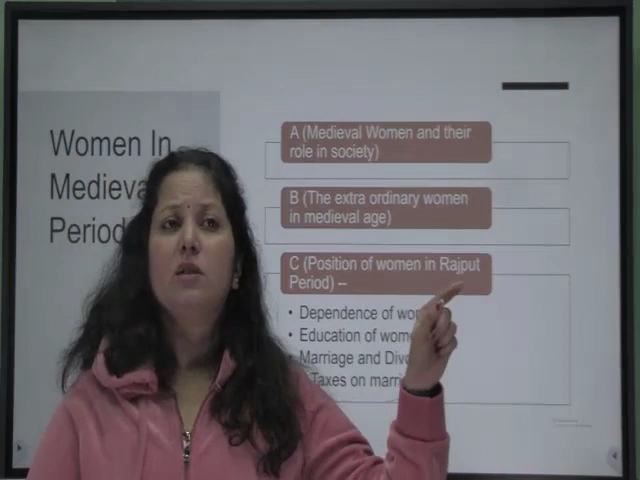 Women In
Medieva
Period
A (Medieval Women and their
role in society)
B (The extra ordinary women
in medieval age)
C (Position of women in Rajput
Period) --
• Dependence of wo
• Education of wom
• Marriage and Div
Taxes on marri